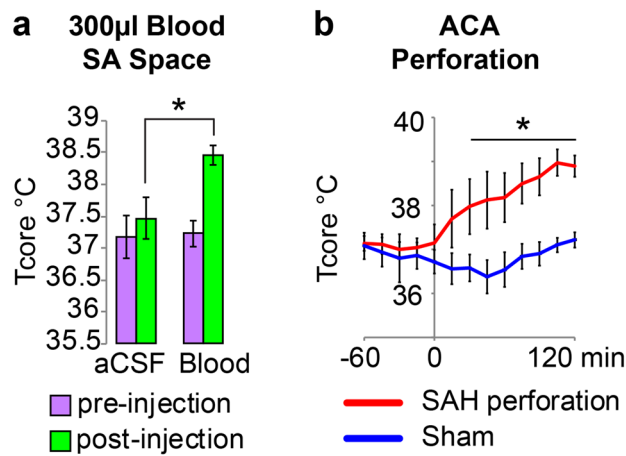 a
300µl Blood
SA Space
*
Tcore °C
39
38.5
38
37.5
37
36.5
36
35.5
aCSF Blood
pre-injection
post-injection
b
ACA
Perforation
*
Tcore °C
40
38
36
-60 0 120 min
SAH perforation
Sham